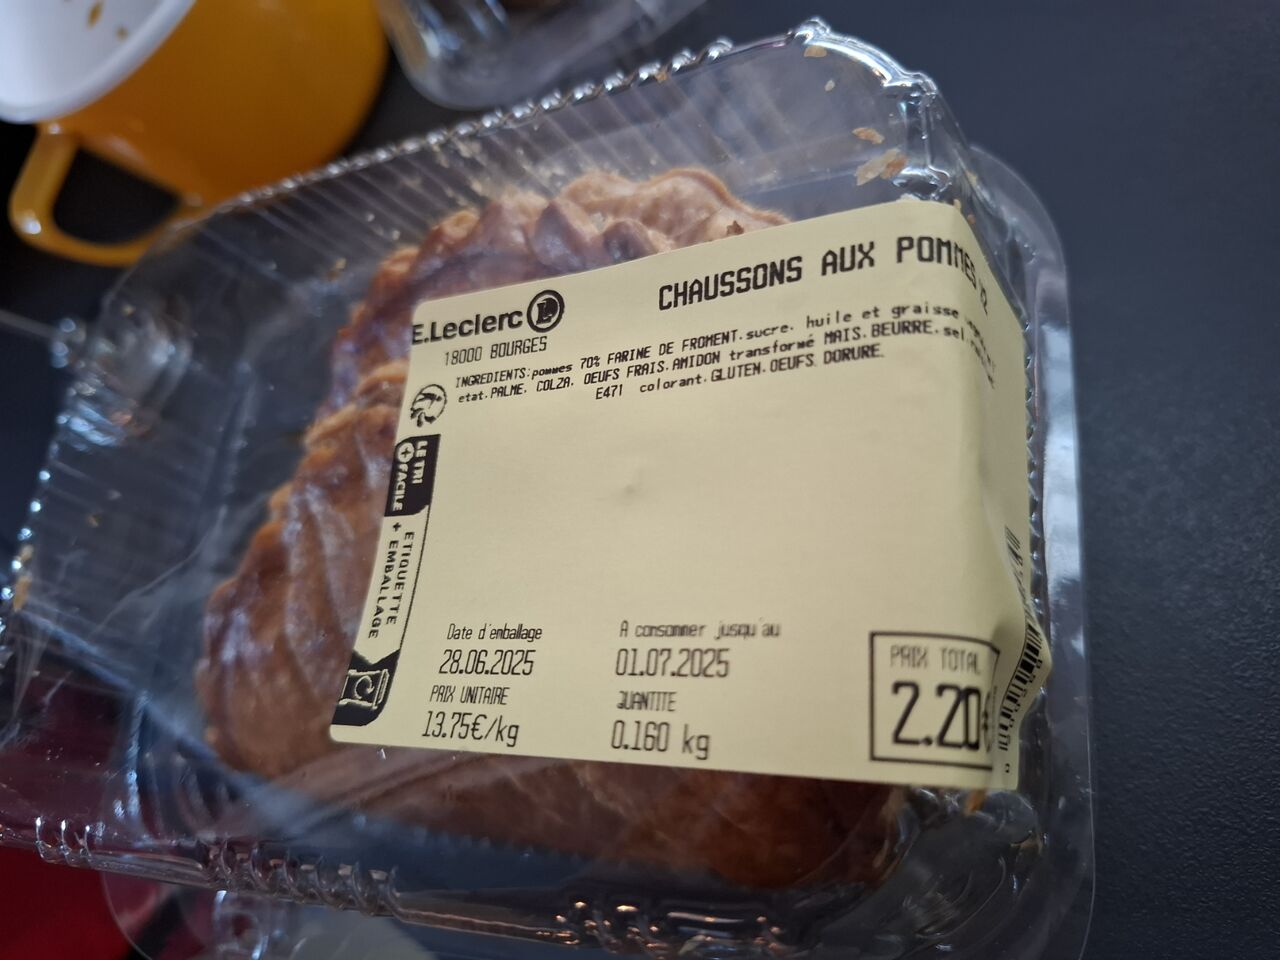 E.Leclerc L
18000 BOURGES
CHAUSSONS AUX POMMES X2
INGREDIENTS:pommes 70% FARINE DE FROMENT.sucre. huile et graisse
etat.PALME. COLZA. OEUFS FRAIS.AMIDON transformé MAIS.BEURRE.sel.
E471 colorant.GLUTEN.OEUFS. DORURE.
LE TRI
+ FACILE
+
ETIQUETTE
EMBALLAGE
Date d'emballage
28.06.2025
A consommer jusqu'au
01.07.2025
PRIX UNITAIRE
13.75€/kg
QUANTITE
0.160 kg
PRIX TOTAL
2.20€